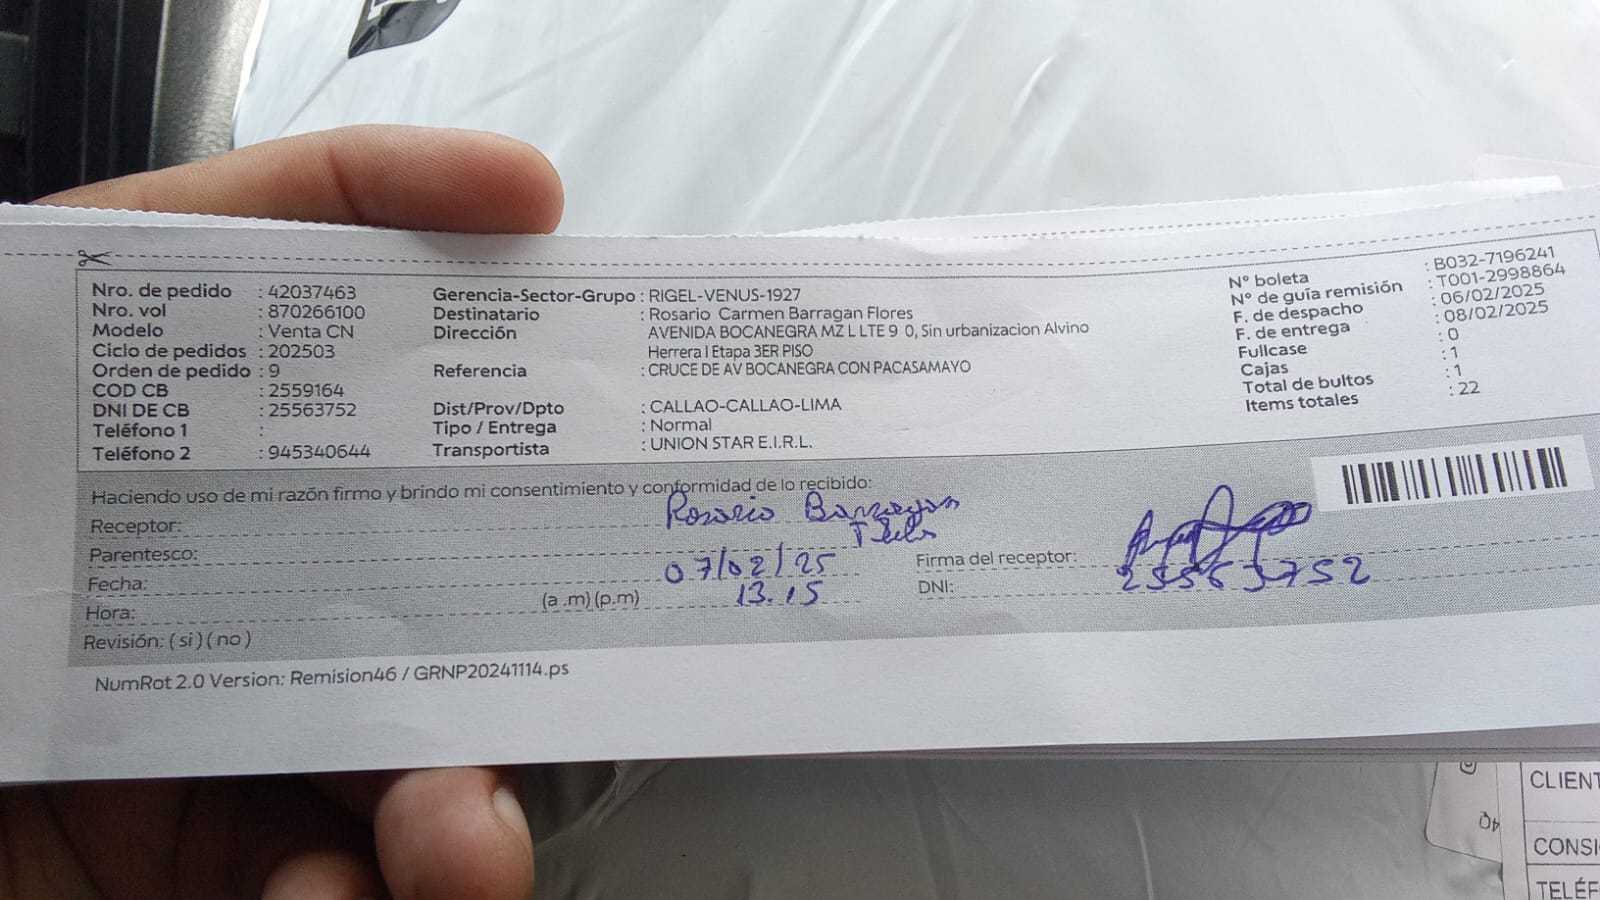 Nro. de pedido : 42037463
Nro. vol : 870266100
Modelo : Venta CN
Ciclo de pedidos : 202503
Orden de pedido : 9
COD CB : 2559164
DNI DE CB : 25563752
Teléfono 1 :
Teléfono 2 : 945340644
Gerencia-Sector-Grupo : RIGEL-VENUS-1927
Destinatario : Rosario Carmen Barragan Flores
Dirección : AVENIDA BOCANEGRA MZ L LTE 9 0, Sin urbanizacion Alvino
Herrera I Etapa 3ER PISO
Referencia : CRUCE DE AV BOCANEGRA CON PACASAMAYO
Dist/Prov/Dpto : CALLAO-CALLAO-LIMA
Tipo / Entrega : Normal
Transportista : UNION STAR E.I.R.L.
N° boleta : B032-7196241
N° de guía remisión : T001-2998864
F. de despacho : 06/02/2025
F. de entrega : 08/02/2025
Fullcase : 0
Cajas : 1
Total de bultos : 1
Items totales : 22
Haciendo uso de mi razón firmo y brindo mi consentimiento y conformidad de lo recibido:
Receptor: Rosario Barragan
Parentesco:
Fecha: 07/02/25
Hora: (a .m) (p.m) 13.15
Revisión: ( si ) ( no )
Firma del receptor:
DNI: 25563752
NumRot 2.0 Version: Remision46 / GRNP20241114.ps
CLIENT
CONSI
TELÉF